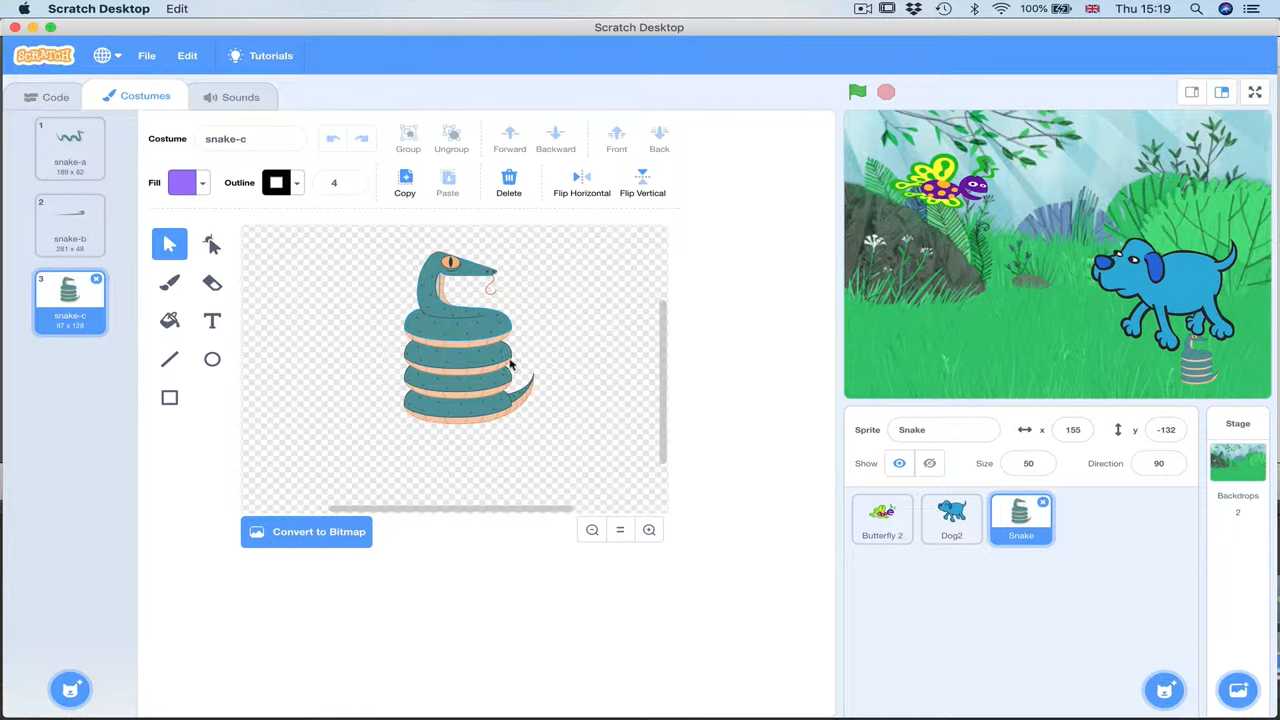 Scratch Desktop Edit 100% Thu 15:19
Scratch Desktop
SCRATCH File Edit Tutorials
Code Costumes Sounds
1
snake-a
189 x 82
2
snake-b
281 x 48
3
snake-c
87 x 128
Costume snake-c Group Ungroup Forward Backward Front Back
Fill Outline 4 Copy Paste Delete Flip Horizontal Flip Vertical
T
Convert to Bitmap
Sprite Snake x 155 y -132
Show Size 50 Direction 90
Butterfly 2 Dog2 Snake
Stage
Backdrops
2